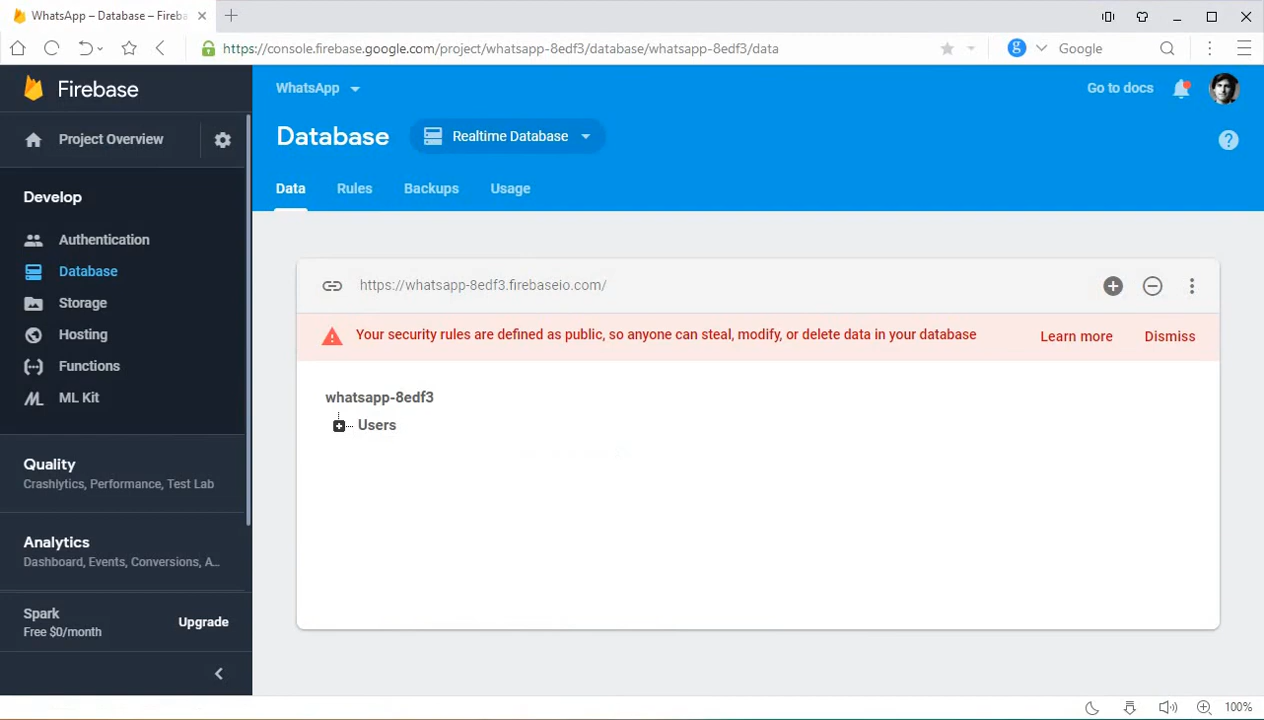 WhatsApp – Database – Fireba
https://console.firebase.google.com/project/whatsapp-8edf3/database/whatsapp-8edf3/data
g
Google
Firebase
WhatsApp
Go to docs
Project Overview
Database
Realtime Database
?
Develop
Data
Rules
Backups
Usage
Authentication
Database
Storage
Hosting
Functions
ML Kit
https://whatsapp-8edf3.firebaseio.com/
Your security rules are defined as public, so anyone can steal, modify, or delete data in your database
Learn more
Dismiss
whatsapp-8edf3
Users
Quality
Crashlytics, Performance, Test Lab
Analytics
Dashboard, Events, Conversions, A...
Spark
Free $0/month
Upgrade
100%